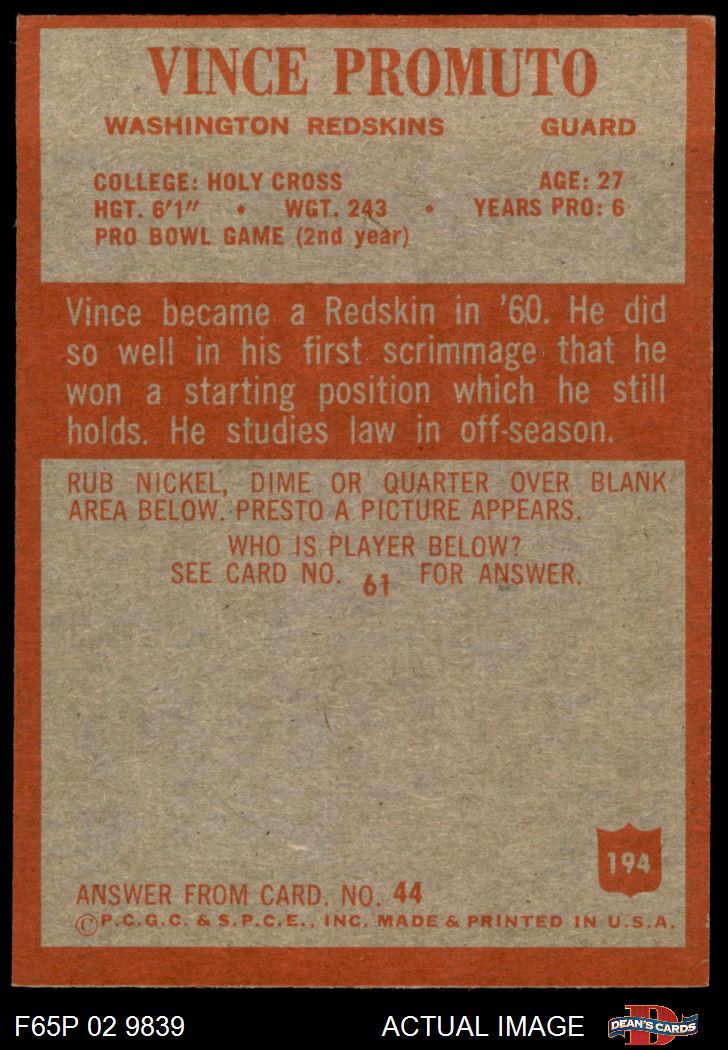 VINCE PROMUTO
WASHINGTON REDSKINS GUARD
COLLEGE: HOLY CROSS AGE: 27
HGT. 6'1" • WGT. 243 • YEARS PRO: 6
PRO BOWL GAME (2nd year)
Vince became a Redskin in '60. He did
so well in his first scrimmage that he
won a starting position which he still
holds. He studies law in off-season.
RUB NICKEL, DIME OR QUARTER OVER BLANK
AREA BELOW. PRESTO A PICTURE APPEARS.
WHO IS PLAYER BELOW?
SEE CARD NO. 61 FOR ANSWER.
194
ANSWER FROM CARD. NO. 44
©P.C.G.C. & S.P.C.E., INC. MADE & PRINTED IN U.S.A.
F65P 02 9839 ACTUAL IMAGE D DEAN'S CARDS